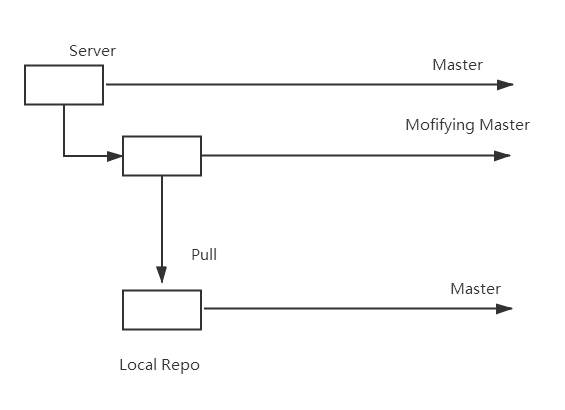 Server
Master
Mofifying Master
Pull
Master
Local Repo